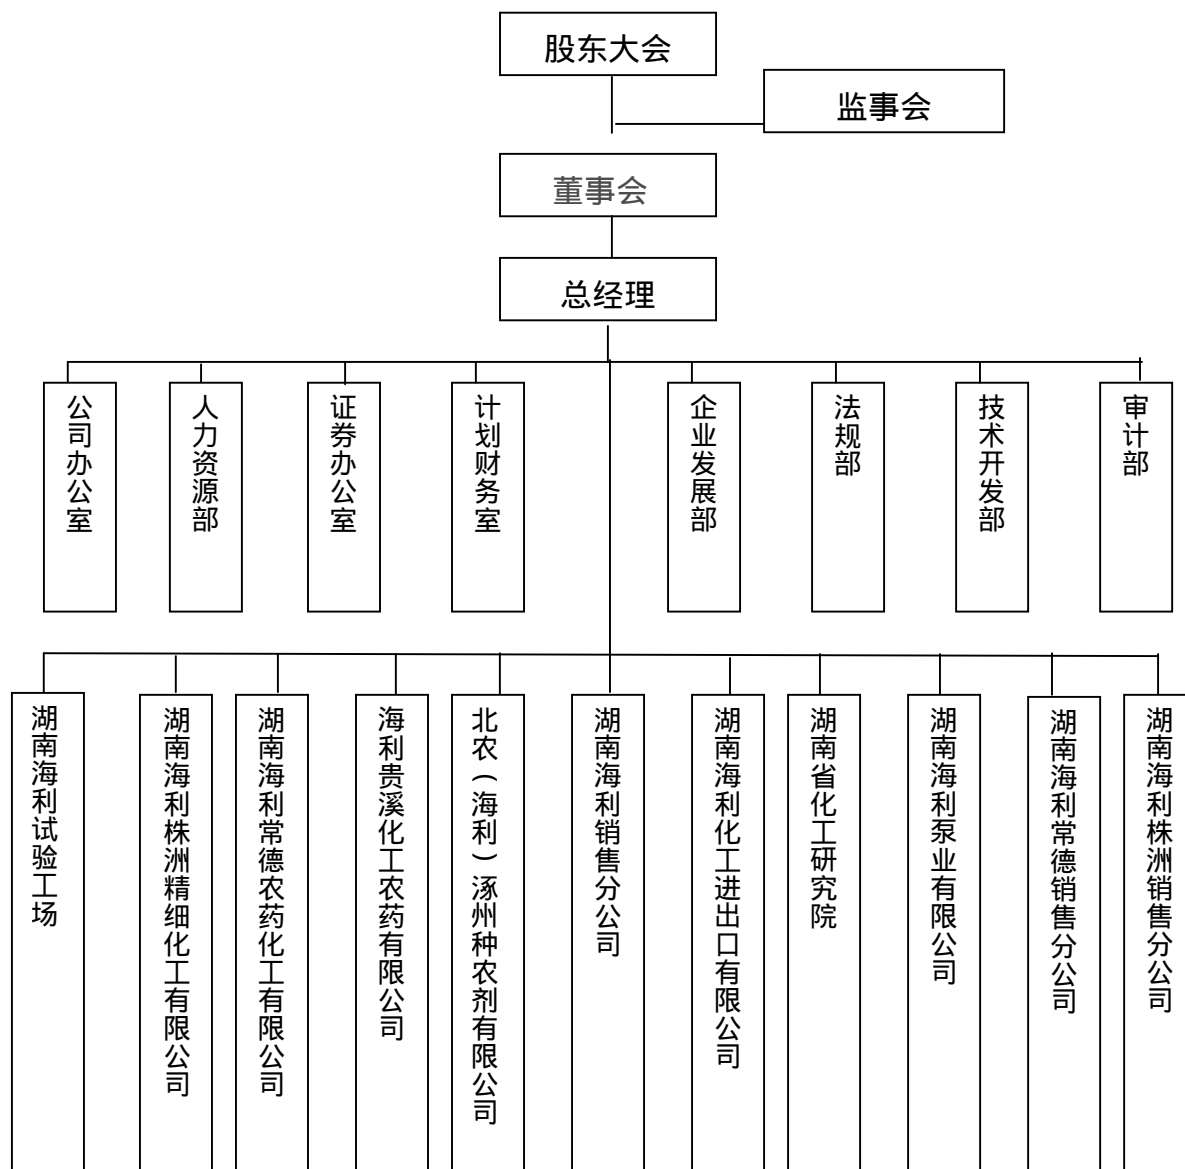 股东大会
监事会
董事会
总经理
公司办公室
人力资源部
证券办公室
计划财务室
企业发展部
法规部
技术开发部
审计部
湖南海利试验工场
湖南海利株洲精细化工有限公司
湖南海利常德农药化工有限公司
海利贵溪化工农药有限公司
北农(海利)涿州种农剂有限公司
湖南海利销售分公司
湖南海利化工进出口有限公司
湖南省化工研究院
湖南海利泵业有限公司
湖南海利常德销售分公司
湖南海利株洲销售分公司